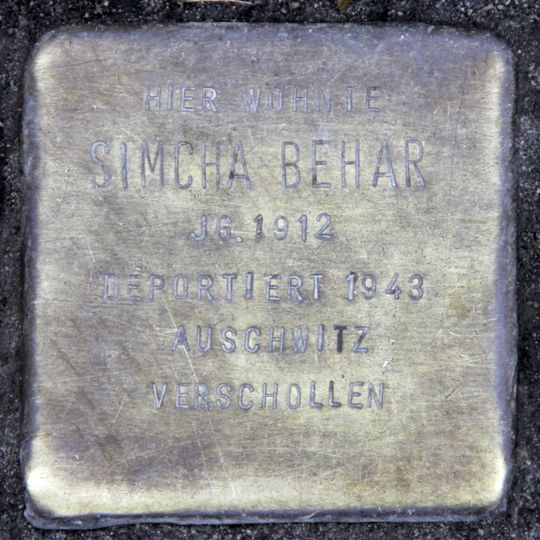 HIER WOHNTE
SIMCHA BEHAR
JG. 1912
DEPORTIERT 1943
AUSCHWITZ
VERSCHOLLEN